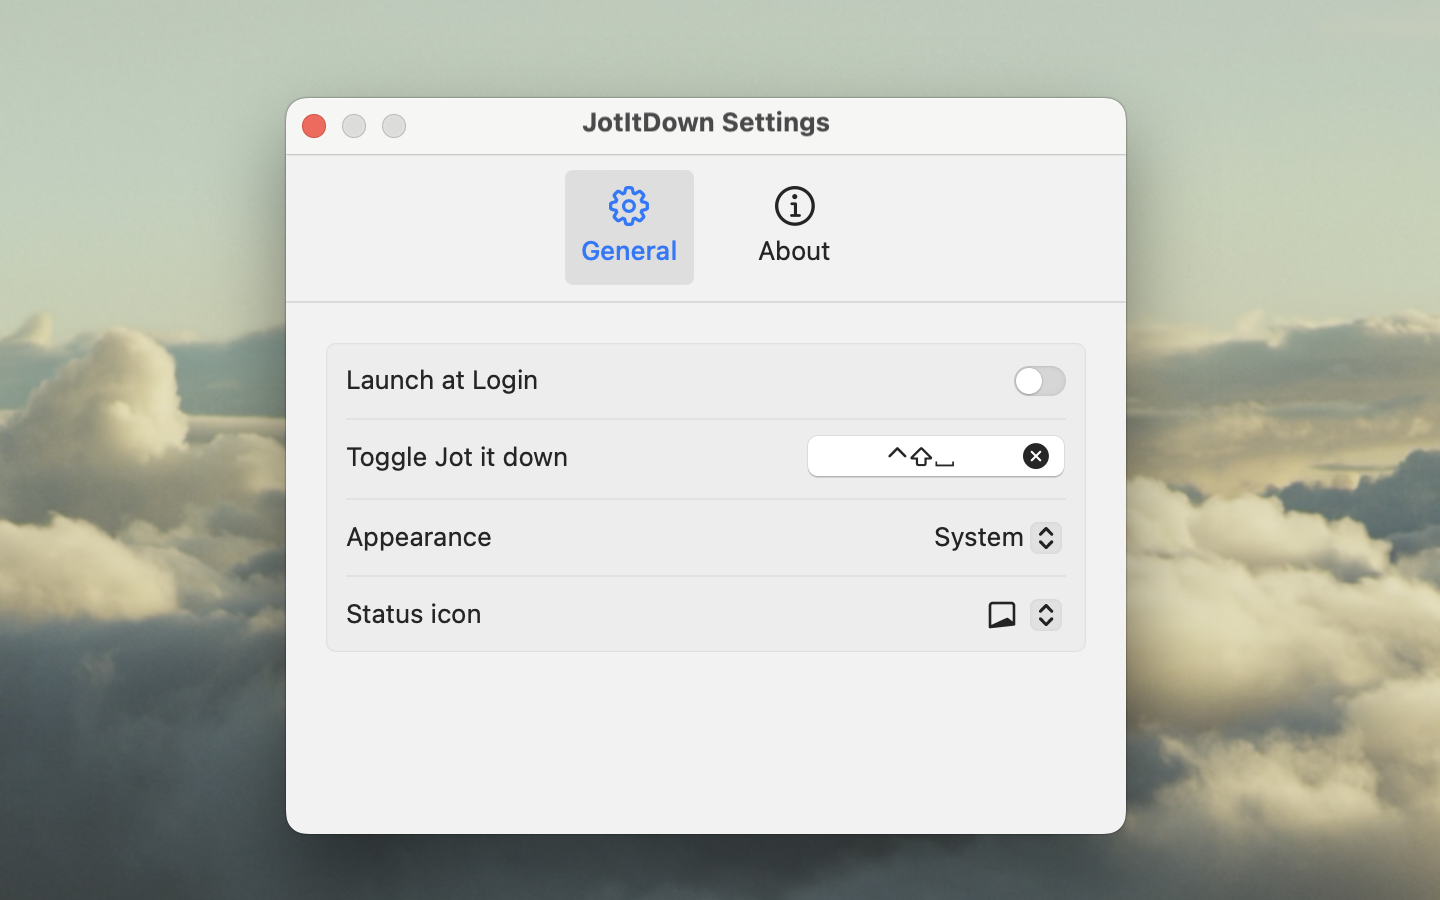 JotItDown Settings
General
About
Launch at Login
Toggle Jot it down
⌃⇧⎵
Appearance
System
Status icon